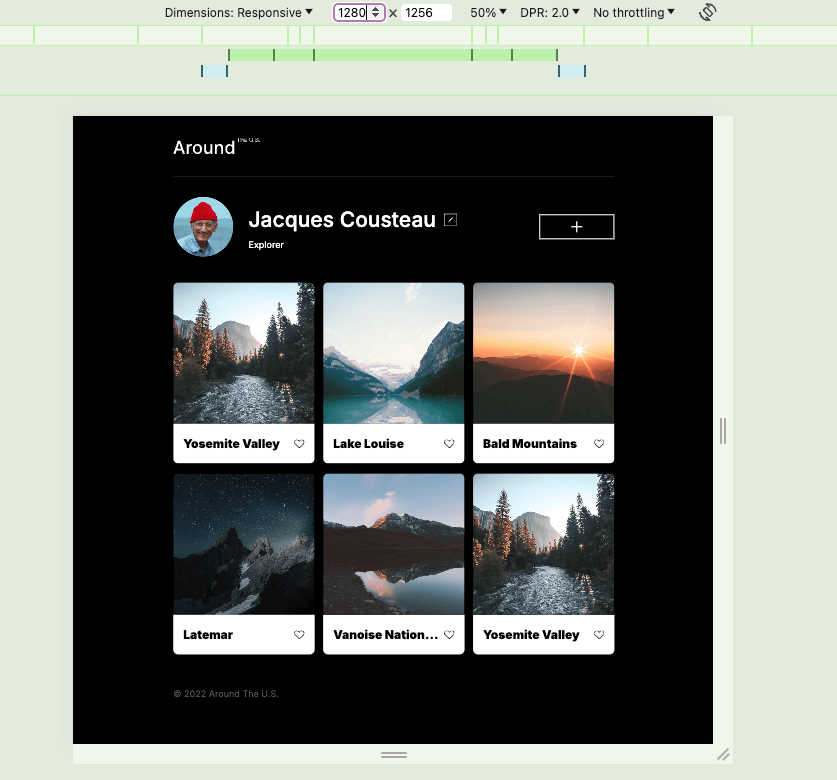 Dimensions: Responsive 1280 × 1256 50% DPR: 2.0 No throttling
Around The U.S.
Jacques Cousteau
Explorer
+
Yosemite Valley
Lake Louise
Bald Mountains
Latemar
Vanoise Nation...
Yosemite Valley
© 2022 Around The U.S.